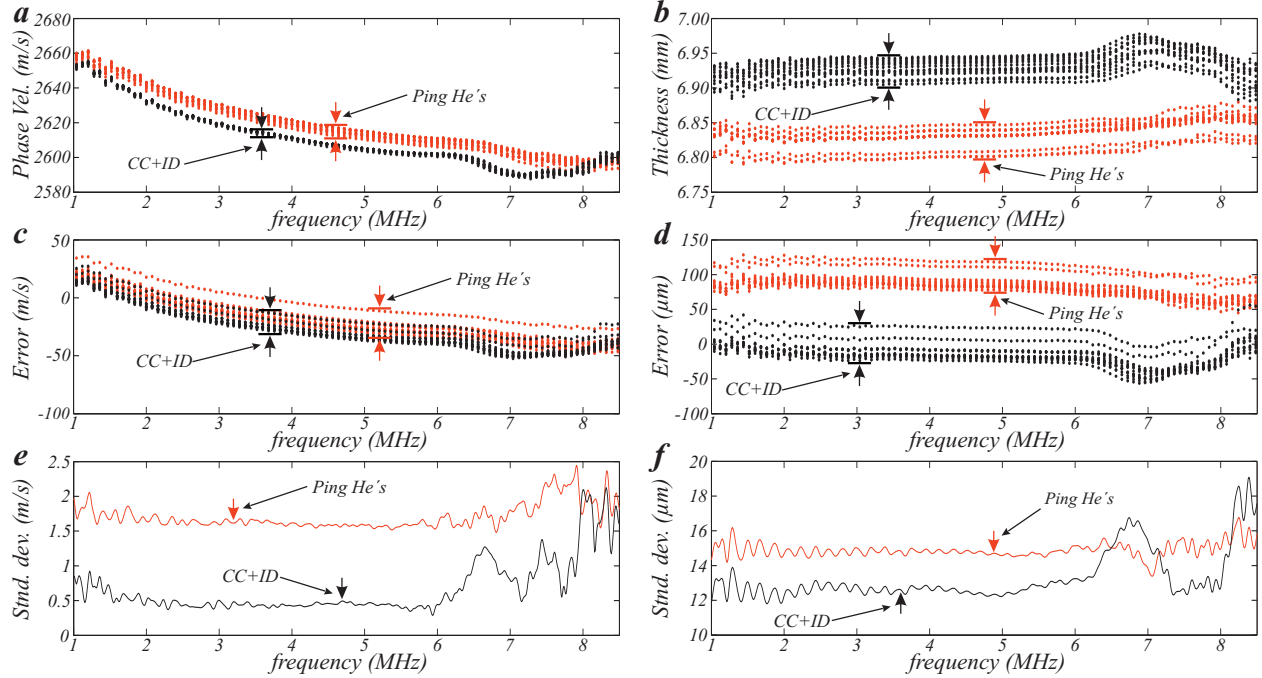 a
2680
2660
2640
2620
2600
2580
Phase Vel. (m/s)
Ping He´s
CC+ID
1 2 3 4 5 6 7 8
frequency (MHz)
b
7.00
6.95
6.90
6.85
6.80
6.75
Thickness (mm)
CC+ID
Ping He´s
1 2 3 4 5 6 7 8
frequency (MHz)
c
50
0
-50
-100
Error (m/s)
Ping He´s
CC+ID
1 2 3 4 5 6 7 8
frequency (MHz)
d
150
100
50
0
-50
-100
Error (µm)
Ping He´s
CC+ID
1 2 3 4 5 6 7 8
frequency (MHz)
e
2.5
2
1.5
1
0.5
0
Stnd. dev. (m/s)
Ping He´s
CC+ID
1 2 3 4 5 6 7 8
frequency (MHz)
f
20
18
16
14
12
10
Stnd. dev. (µm)
Ping He´s
CC+ID
1 2 3 4 5 6 7 8
frequency (MHz)